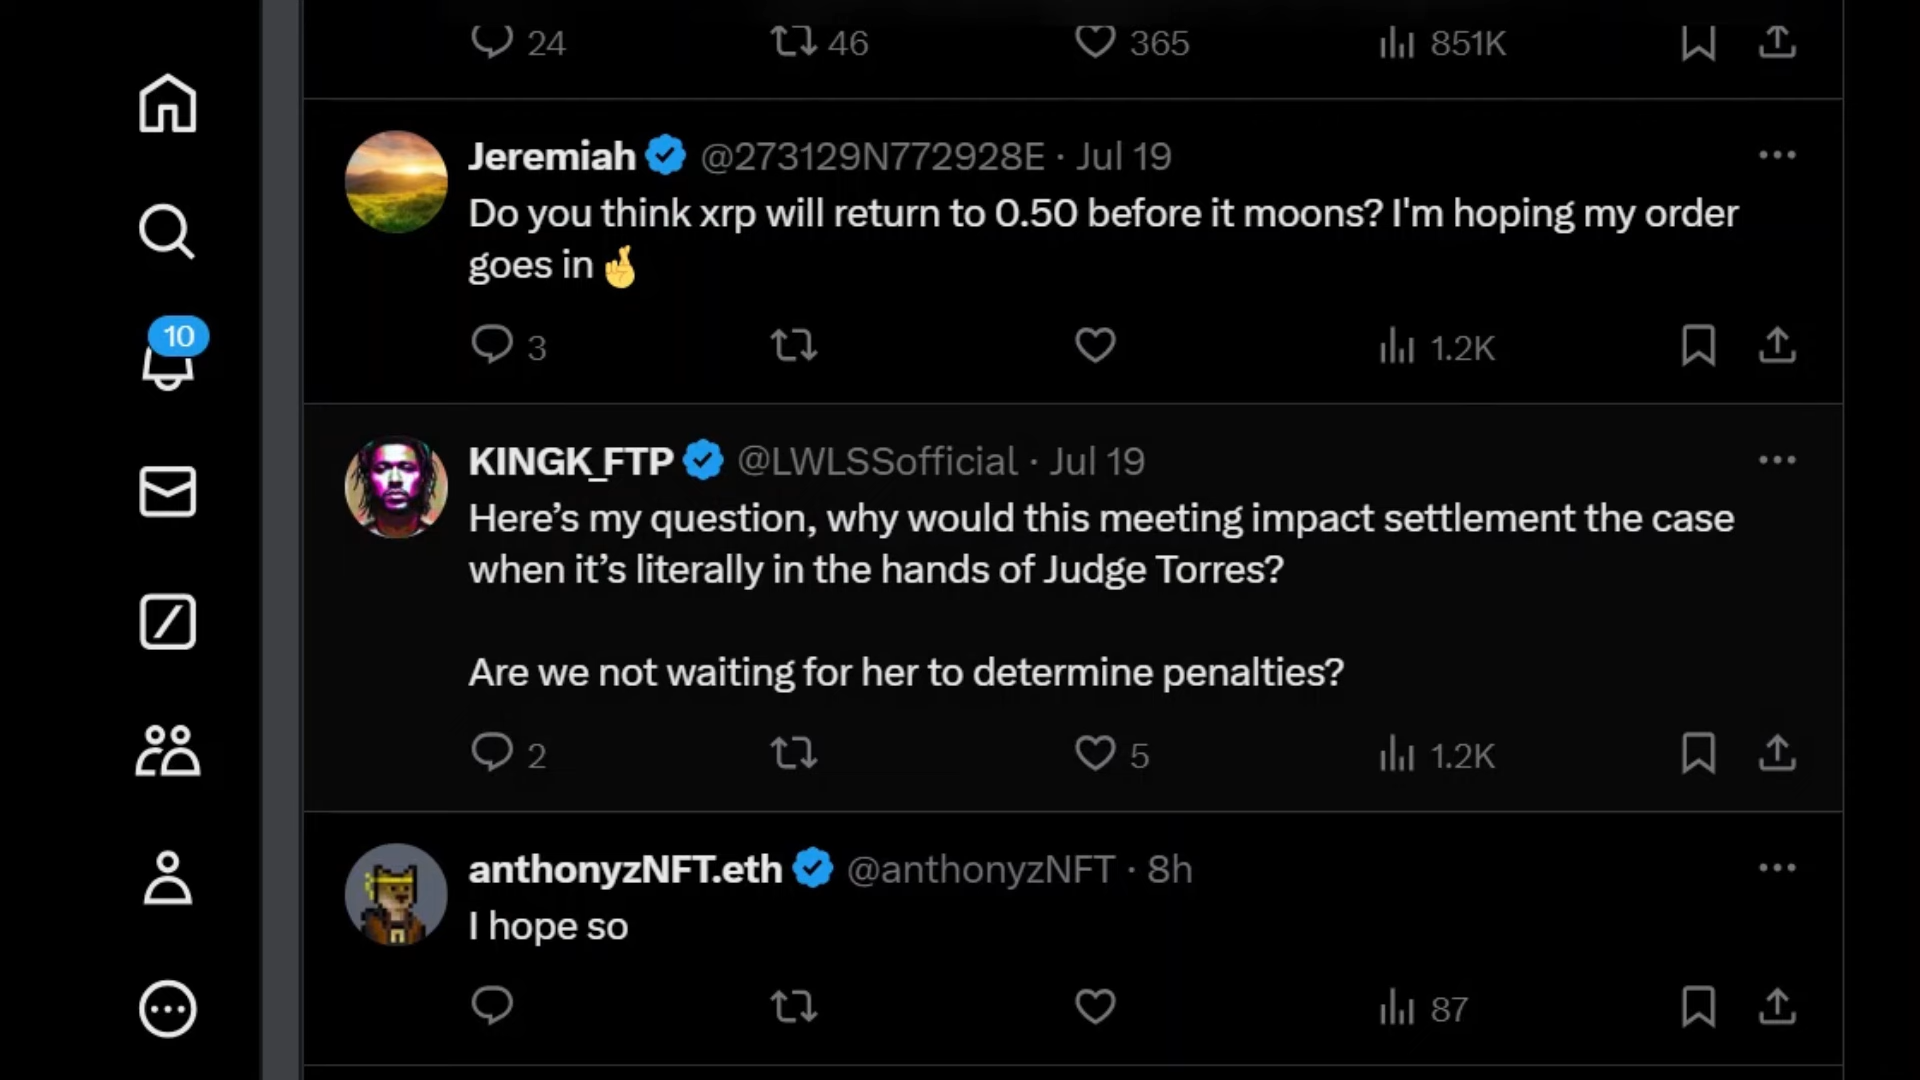 24 46 365 851K
Jeremiah @273129N772928E · Jul 19
Do you think xrp will return to 0.50 before it moons? I'm hoping my order
goes in 🤞
3 1.2K
10
KINGK_FTP @LWLSSofficial · Jul 19
Here’s my question, why would this meeting impact settlement the case
when it’s literally in the hands of Judge Torres?
Are we not waiting for her to determine penalties?
2 5 1.2K
anthonyzNFT.eth @anthonyzNFT · 8h
I hope so
87